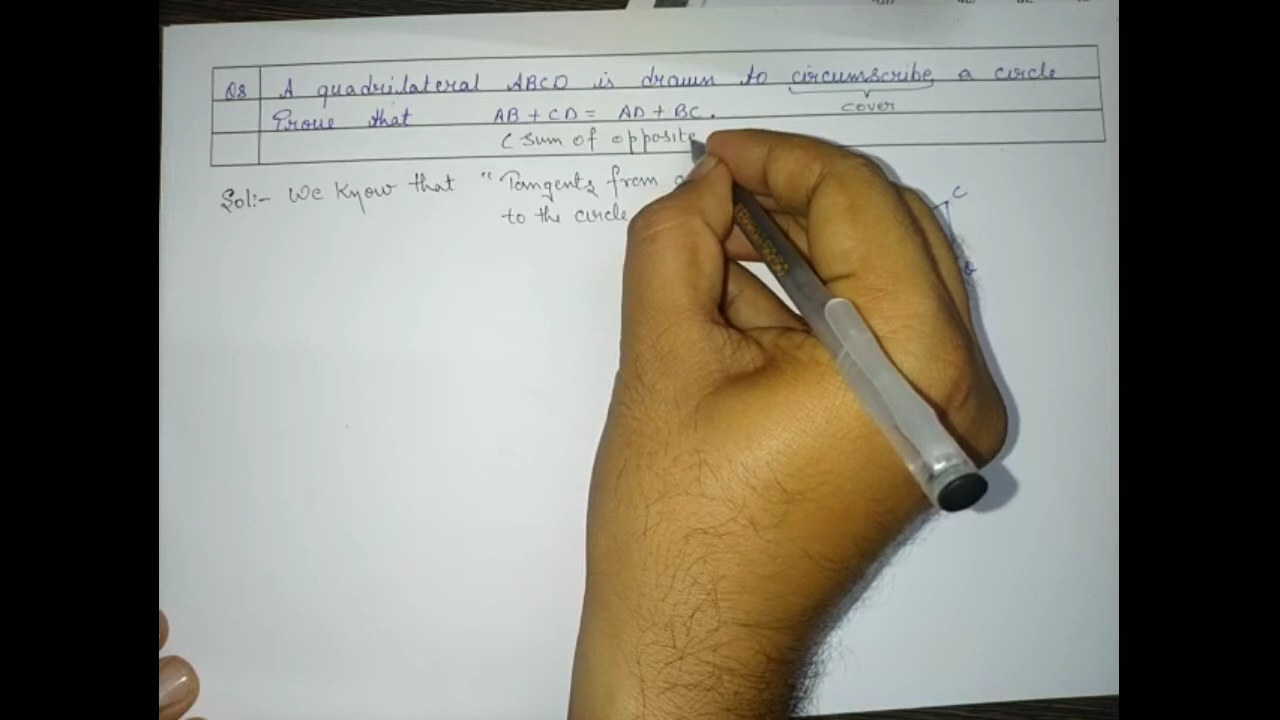 Q8 A quadrilateral ABCD is drawn to circumscribe a circle
cover
Prove that AB + CD = AD + BC.
( Sum of opposite
Sol:- We Know that "Tangents from
to the circle
C
Q